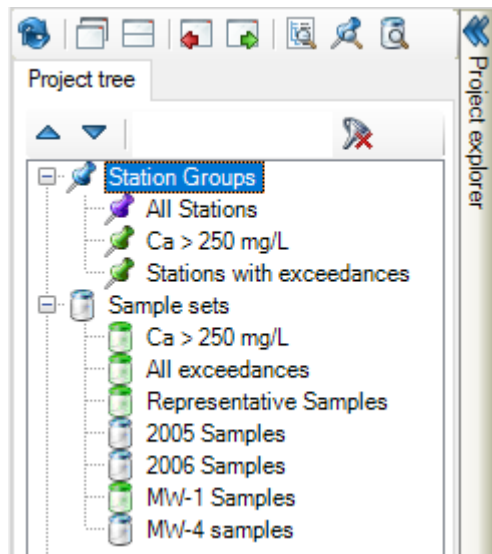 Project tree
Project explorer
Station Groups
All Stations
Ca > 250 mg/L
Stations with exceedances
Sample sets
Ca > 250 mg/L
All exceedances
Representative Samples
2005 Samples
2006 Samples
MW-1 Samples
MW-4 samples